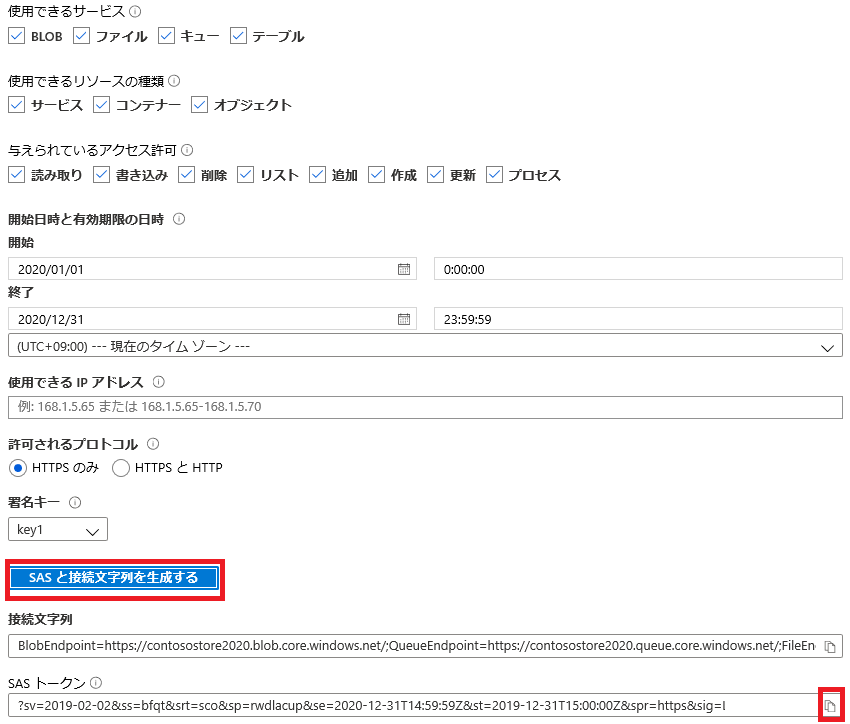 使用できるサービス
BLOB ファイル キュー テーブル
使用できるリソースの種類
サービス コンテナー オブジェクト
与えられているアクセス許可
読み取り 書き込み 削除 リスト 追加 作成 更新 プロセス
開始日時と有効期限の日時
開始
2020/01/01 0:00:00
終了
2020/12/31 23:59:59
(UTC+09:00) --- 現在のタイム ゾーン ---
使用できる IP アドレス
例: 168.1.5.65 または 168.1.5.65-168.1.5.70
許可されるプロトコル
HTTPS のみ HTTPS と HTTP
署名キー
key1
SAS と接続文字列を生成する
接続文字列
BlobEndpoint=https://contosostore2020.blob.core.windows.net/;QueueEndpoint=https://contosostore2020.queue.core.windows.net/;FileEn
SAS トークン
?sv=2019-02-02&ss=bfqt&srt=sco&sp=rwdlacup&se=2020-12-31T14:59:59Z&st=2019-12-31T15:00:00Z&spr=https&sig=I